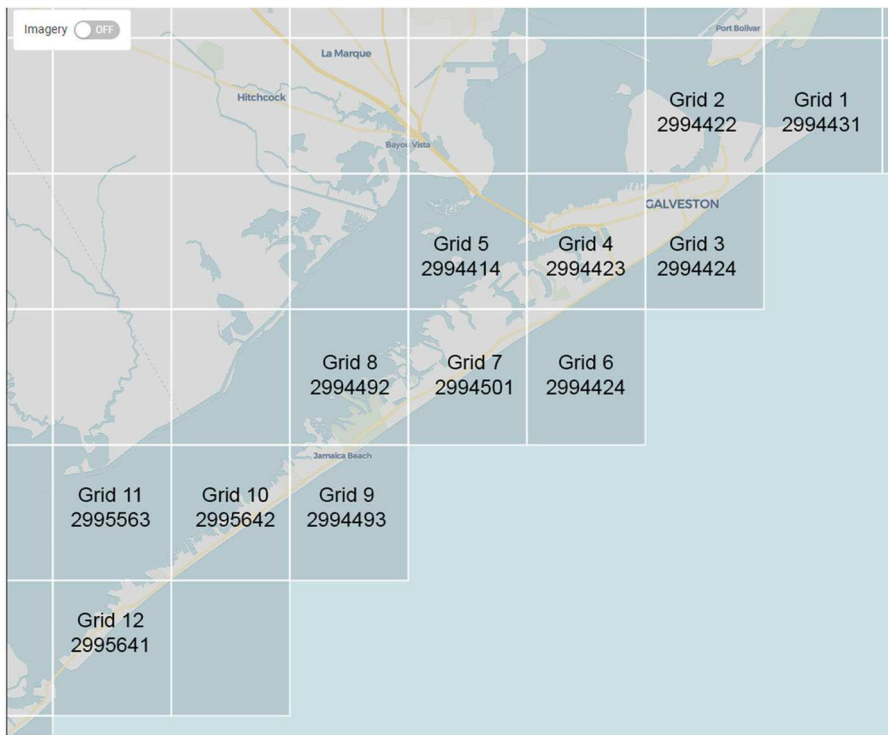 Imagery OFF
Port Bolivar
La Marque
Hitchcock
Grid 2
2994422
Grid 1
2994431
Bayou Vista
GALVESTON
Grid 5
2994414
Grid 4
2994423
Grid 3
2994424
Grid 8
2994492
Grid 7
2994501
Grid 6
2994424
Jamaica Beach
Grid 11
2995563
Grid 10
2995642
Grid 9
2994493
Grid 12
2995641